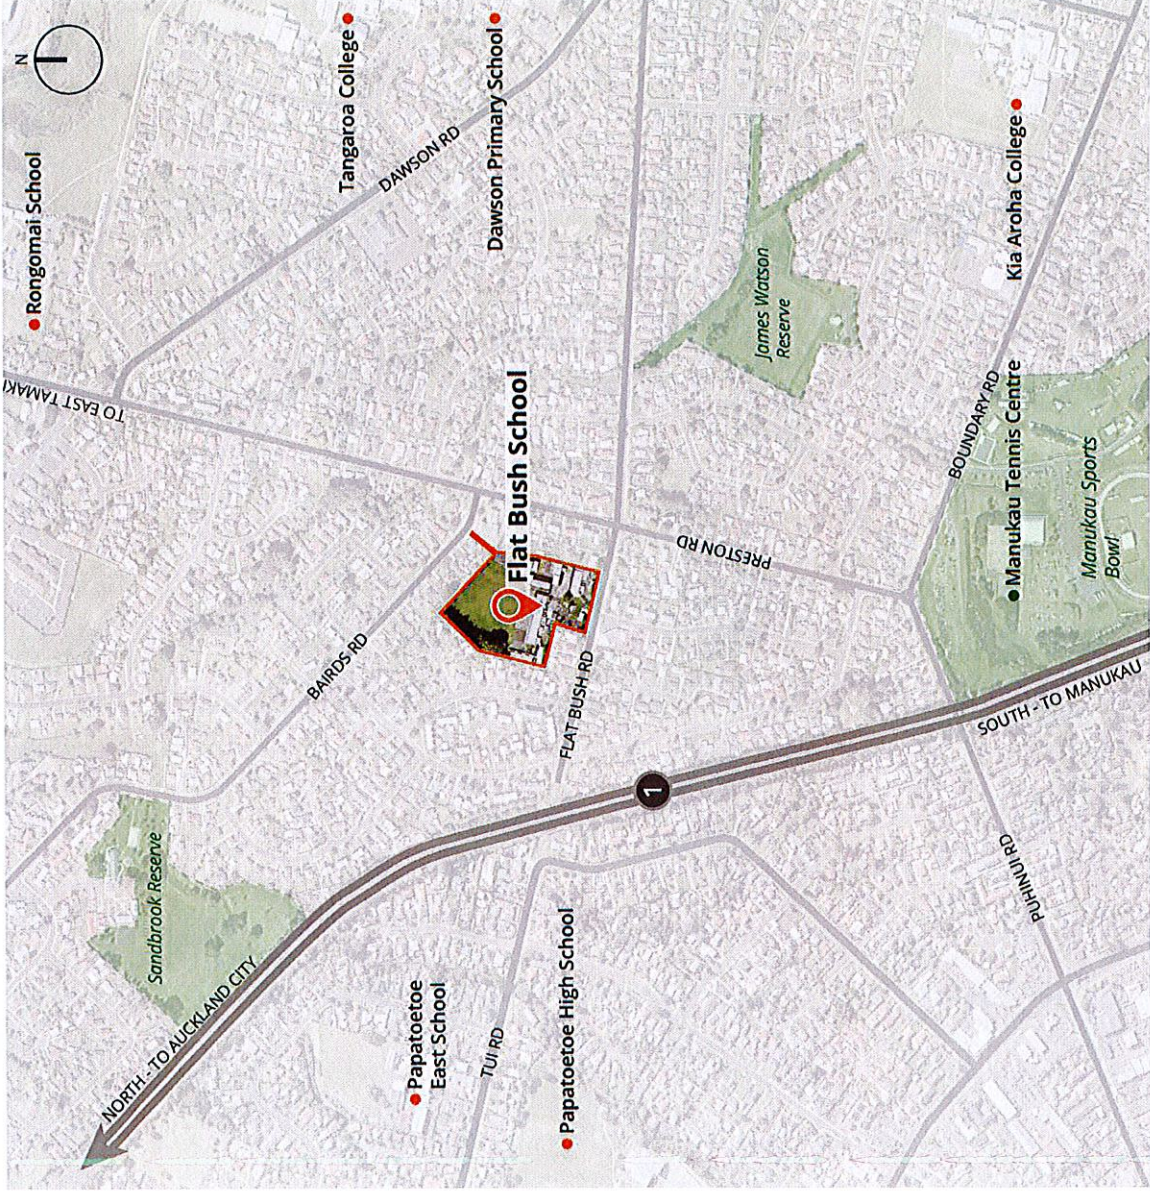 N
Rongomai School
TO EAST TAMAKI
Sandbrook Reserve
NORTH - TO AUCKLAND CITY
BAIRDS RD
Tangaroa College
DAWSON RD
Papatoetoe
East School
TUI RD
Dawson Primary School
Flat Bush School
Papatoetoe High School
FLAT BUSH RD
1
PRESTON RD
James Watson
Reserve
BOUNDARY RD
Manukau Tennis Centre
Kia Aroha College
PUHINUI RD
SOUTH - TO MANUKAU
Manukau Sports
Bowl